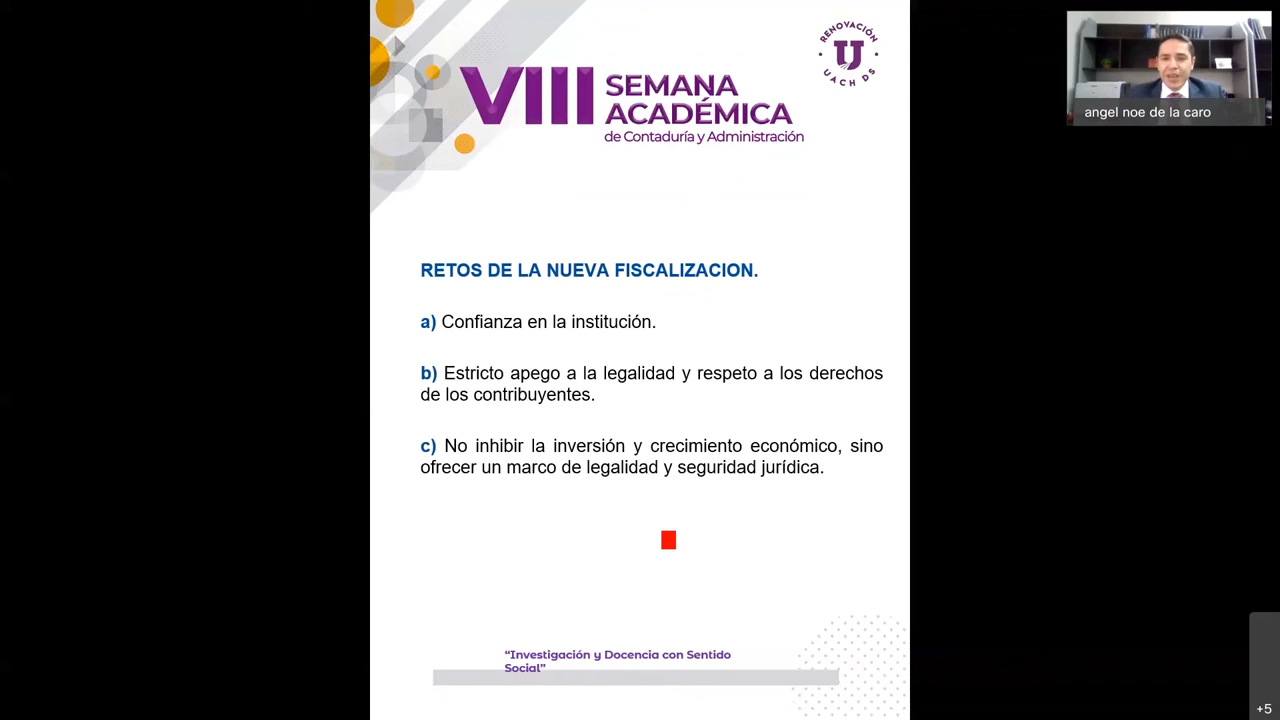 RENOVACIÓN
U
UACH DS
VIII SEMANA
ACADÉMICA
de Contaduría y Administración
angel noe de la caro
RETOS DE LA NUEVA FISCALIZACION.
a) Confianza en la institución.
b) Estricto apego a la legalidad y respeto a los derechos
de los contribuyentes.
c) No inhibir la inversión y crecimiento económico, sino
ofrecer un marco de legalidad y seguridad jurídica.
“Investigación y Docencia con Sentido
Social”
+5